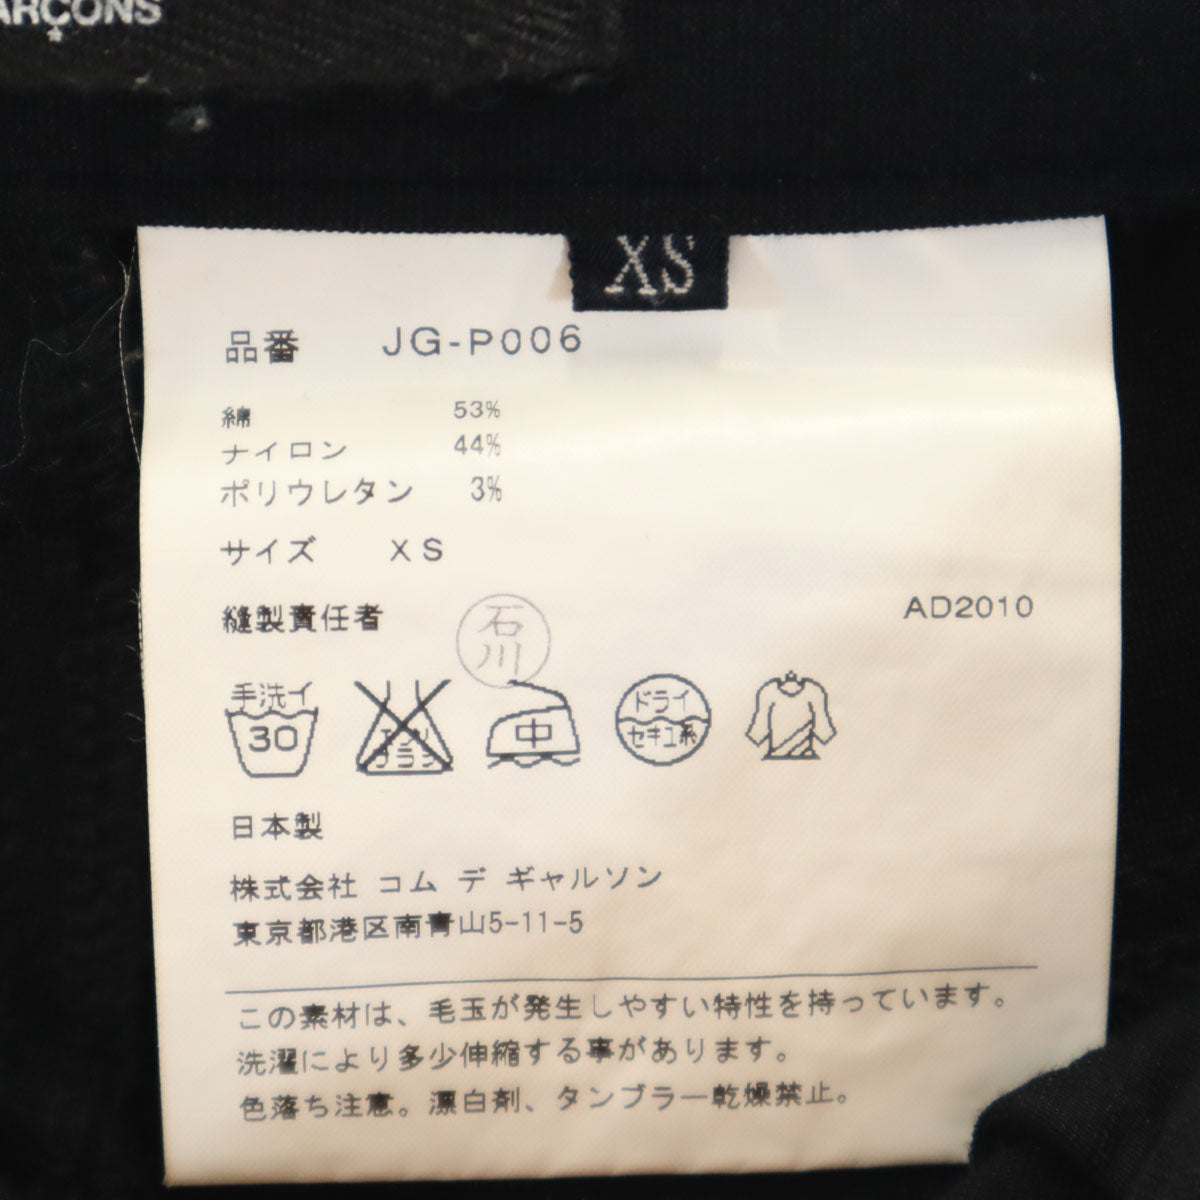 ARÇONS
XS
品番 JG-P006
綿 53%
ナイロン 44%
ポリウレタン 3%
サイズ XS
縫製責任者 石川
AD2010
手洗イ 30
エンソ サラシ
中
ドライ セキユ系
日本製
株式会社 コム デ ギャルソン
東京都港区南青山5-11-5
この素材は、毛玉が発生しやすい特性を持っています。
洗濯により多少伸縮する事があります。
色落ち注意。漂白剤、タンブラー乾燥禁止。